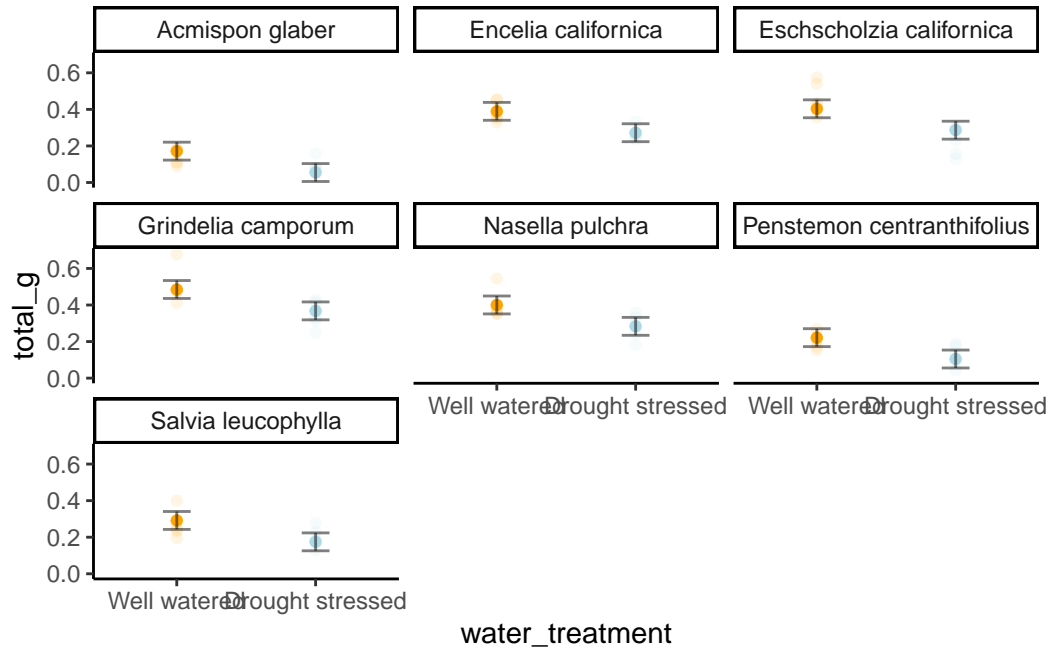 Acmispon glaber
Encelia californica
Eschscholzia californica
0.6
0.4
0.2
0.0
Grindelia camporum
Nasella pulchra
Penstemon centranthifolius
0.6
0.4
0.2
0.0
total_g
Well watered
Drought stressed
Well watered
Drought stressed
Salvia leucophylla
0.6
0.4
0.2
0.0
Well watered
Drought stressed
water_treatment